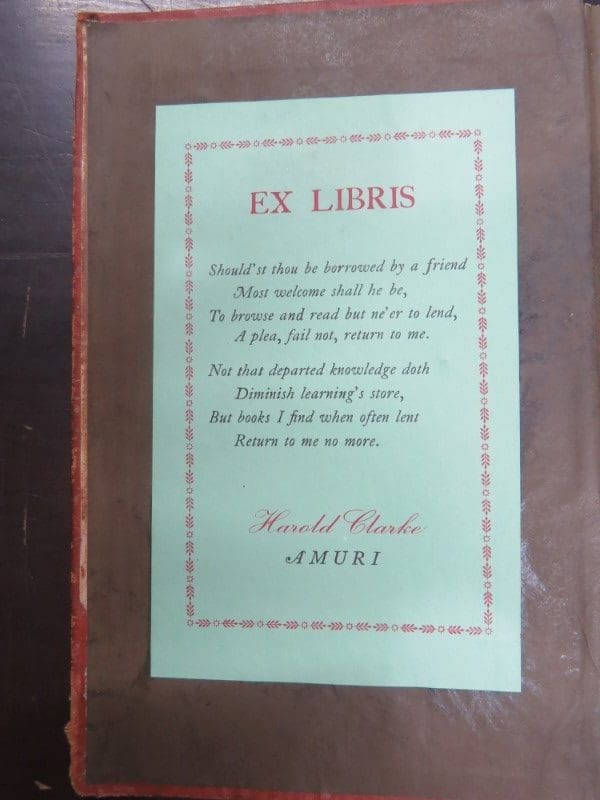 EX LIBRIS
Should'st thou be borrowed by a friend
Most welcome shall he be,
To browse and read but ne'er to lend,
A plea, fail not, return to me.
Not that departed knowledge doth
Diminish learning's store,
But books I find when often lent
Return to me no more.
Harold Clarke
AMURI